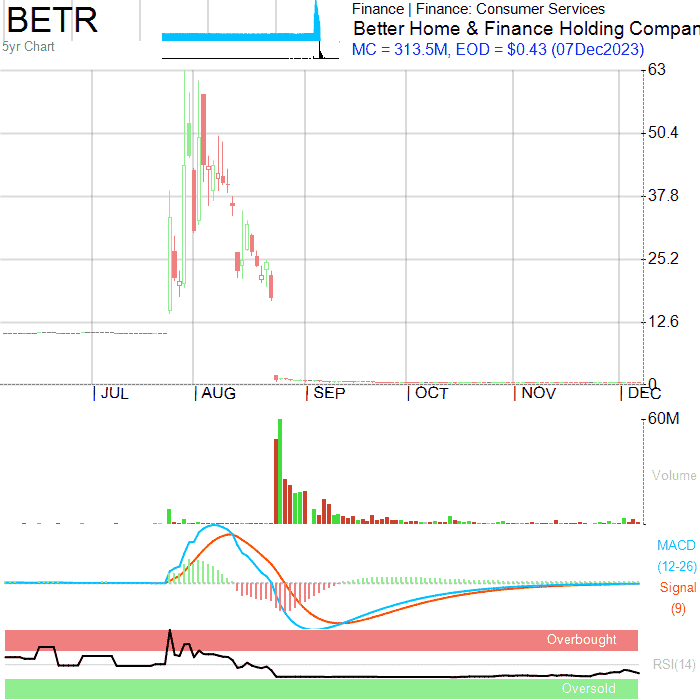 BETR
Finance | Finance: Consumer Services
Better Home & Finance Holding Compan
5yr Chart
MC = 313.5M, EOD = $0.43 (07Dec2023)
63
50.4
37.8
25.2
12.6
0
JUL AUG SEP OCT NOV DEC
60M
Volume
MACD
(12-26)
Signal
(9)
Overbought
RSI(14)
Oversold